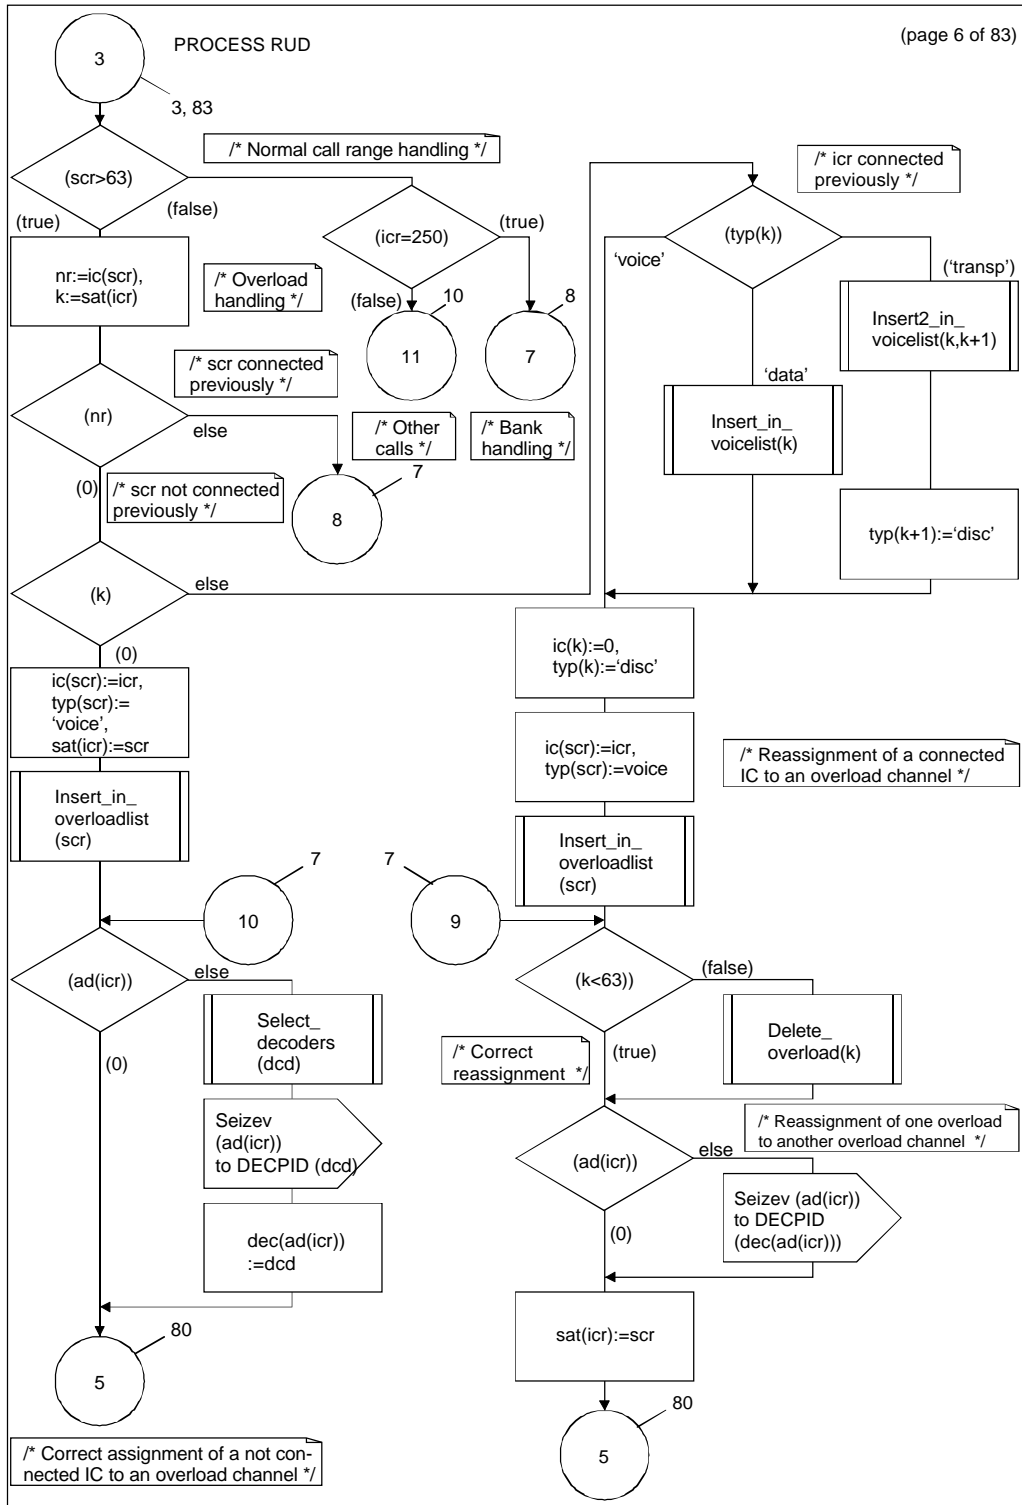 PROCESS RUD
(page 6 of 83)
3
3, 83
/* Normal call range handling */
(scr>63)
(true)
(false)
nr:=ic(scr),
k:=sat(icr)
/* Overload
handling */
(icr=250)
(false)
(true)
10
11
8
7
/* Other
calls */
/* Bank
handling */
/* scr connected
previously */
(nr)
else
(0)
/* scr not connected
previously */
7
8
(k)
else
(0)
ic(scr):=icr,
typ(scr):=
‘voice’,
sat(icr):=scr
Insert_in_
overloadlist
(scr)
7
10
(ad(icr))
else
(0)
Select_
decoders
(dcd)
Seizev
(ad(icr))
to DECPID (dcd)
dec(ad(icr))
:=dcd
80
5
/* Correct assignment of a not con-
nected IC to an overload channel */
/* icr connected
previously */
(typ(k))
‘voice’
(‘transp’)
Insert2_in_
voicelist(k,k+1)
‘data’
Insert_in_
voicelist(k)
typ(k+1):=‘disc’
ic(k):=0,
typ(k):=‘disc’
ic(scr):=icr,
typ(scr):=voice
/* Reassignment of a connected
IC to an overload channel */
Insert_in_
overloadlist
(scr)
7
9
(k<63))
(false)
(true)
/* Correct
reassignment */
Delete_
overload(k)
/* Reassignment of one overload
to another overload channel */
(ad(icr))
else
(0)
Seizev (ad(icr))
to DECPID
(dec(ad(icr)))
sat(icr):=scr
80
5